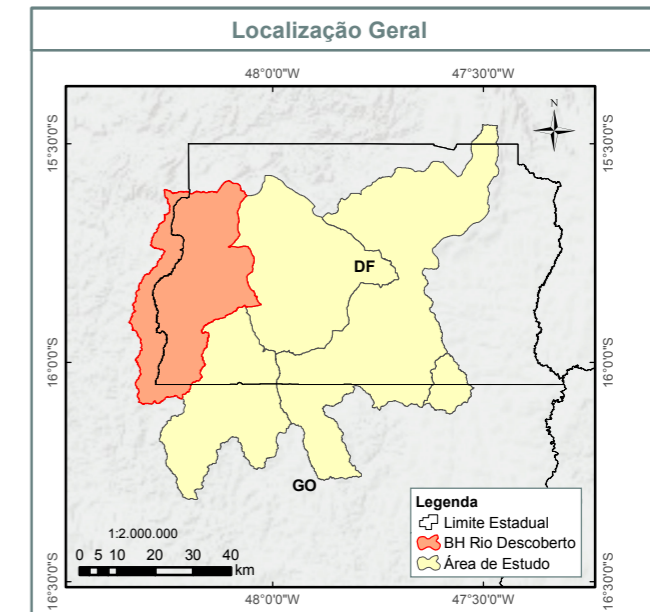 Localização Geral
48°0'0"W 47°30'0"W
N
15°30'0"S 15°30'0"S
DF
16°0'0"S 16°0'0"S
GO
Legenda
Limite Estadual
BH Rio Descoberto
Área de Estudo
1:2.000.000
0 5 10 20 30 40
km
16°30'0"S 16°30'0"S
48°0'0"W 47°30'0"W